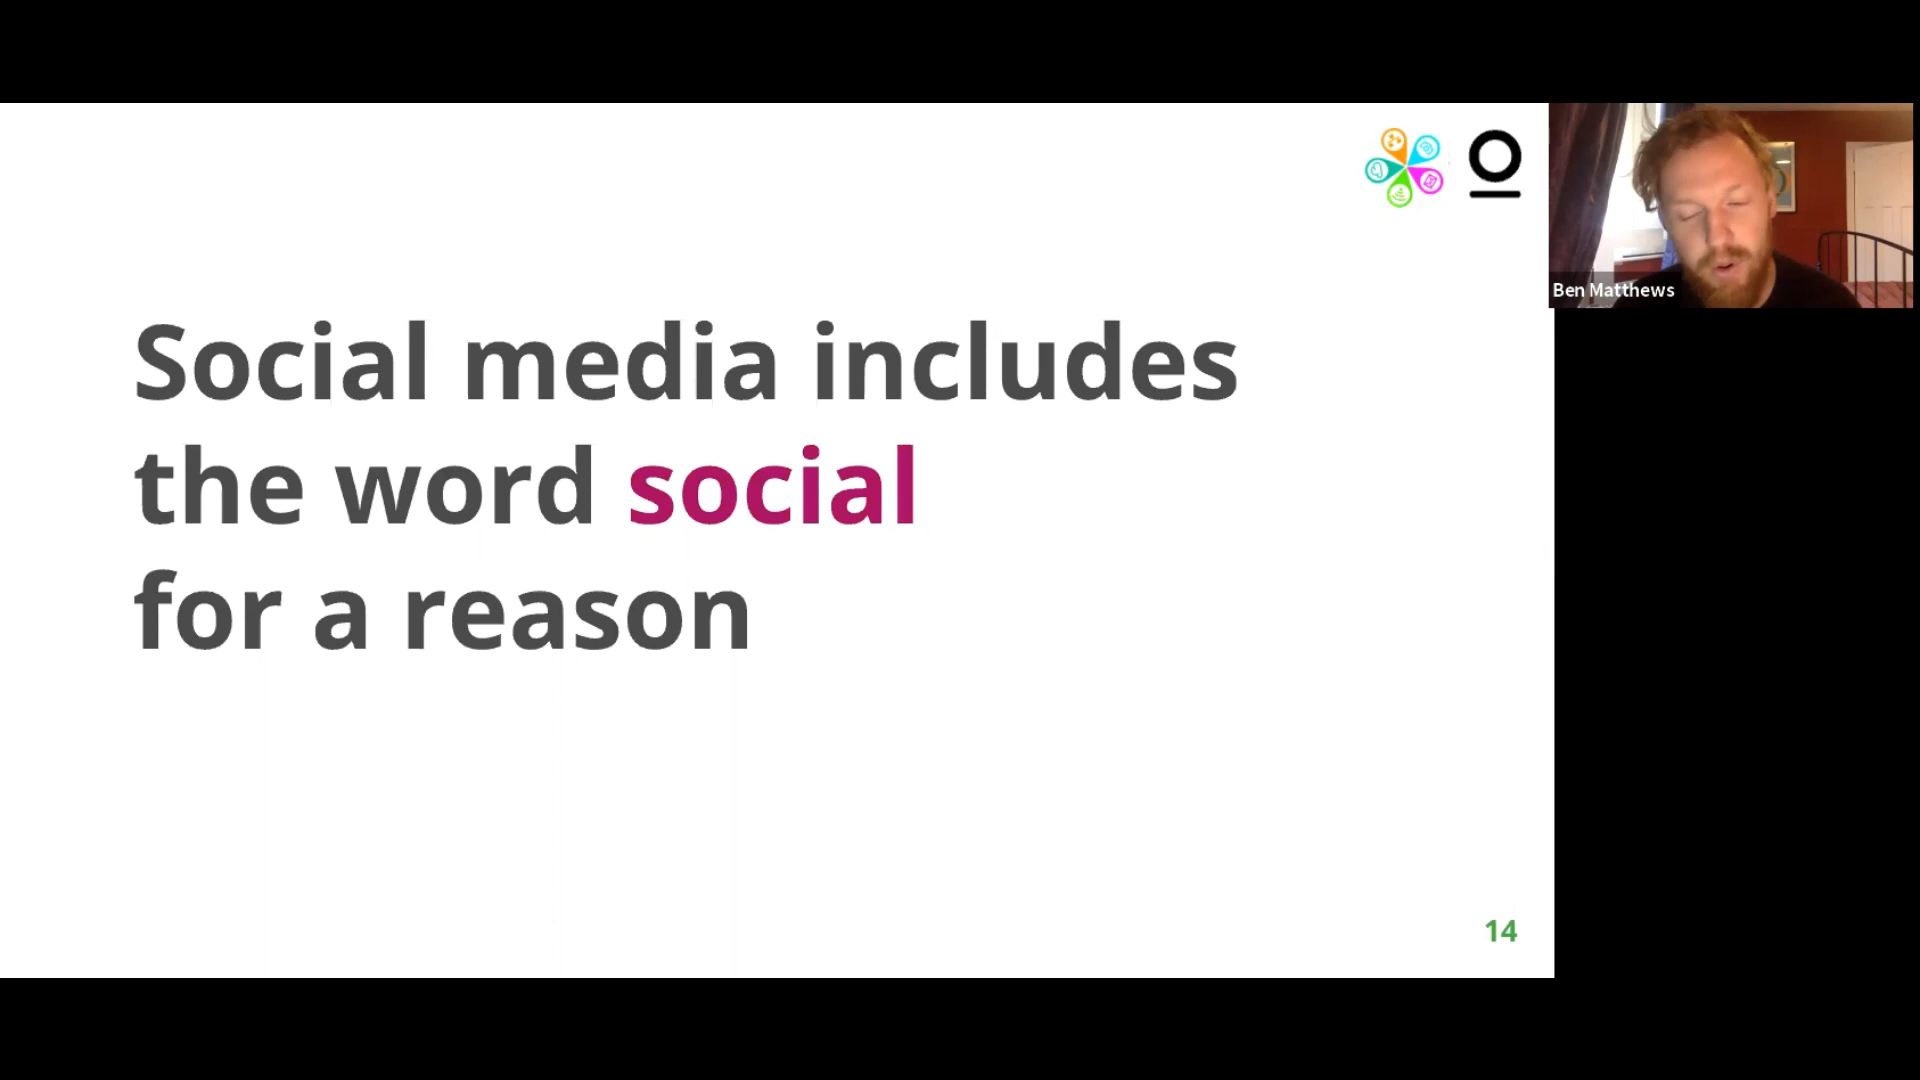 Social media includes
the word social
for a reason
Ben Matthews
14